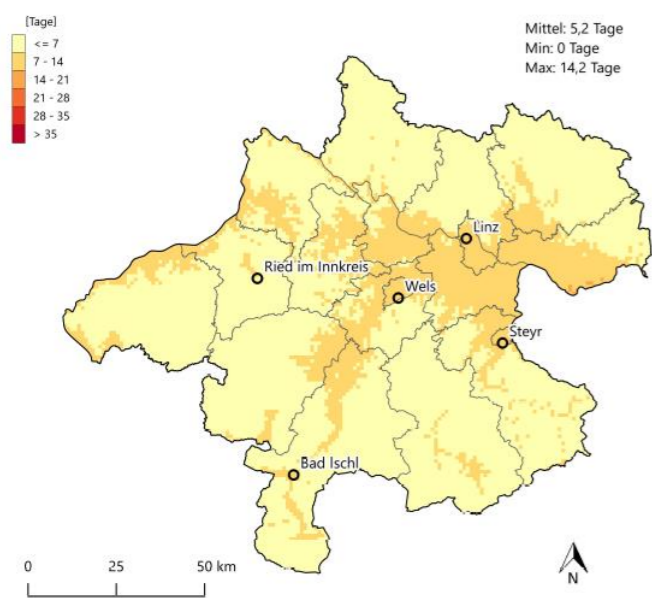 [Tage]
<= 7
7 - 14
14 - 21
21 - 28
28 - 35
> 35
Mittel: 5,2 Tage
Min: 0 Tage
Max: 14,2 Tage
Linz
Ried im Innkreis
Wels
Steyr
Bad Ischl
0 25 50 km
N